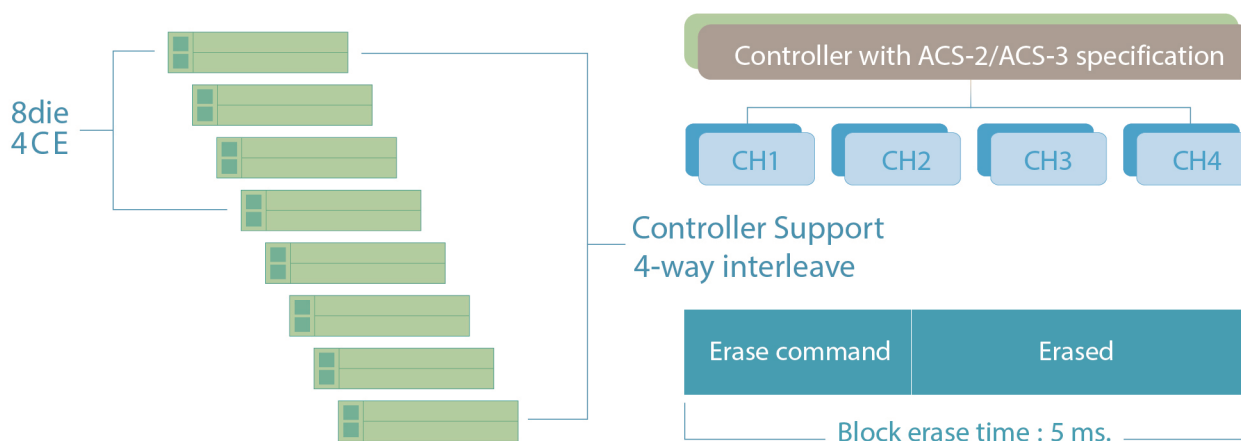 8die
4CE
Controller with ACS-2/ACS-3 specification
CH1
CH2
CH3
CH4
Controller Support
4-way interleave
Erase command
Erased
Block erase time : 5 ms.